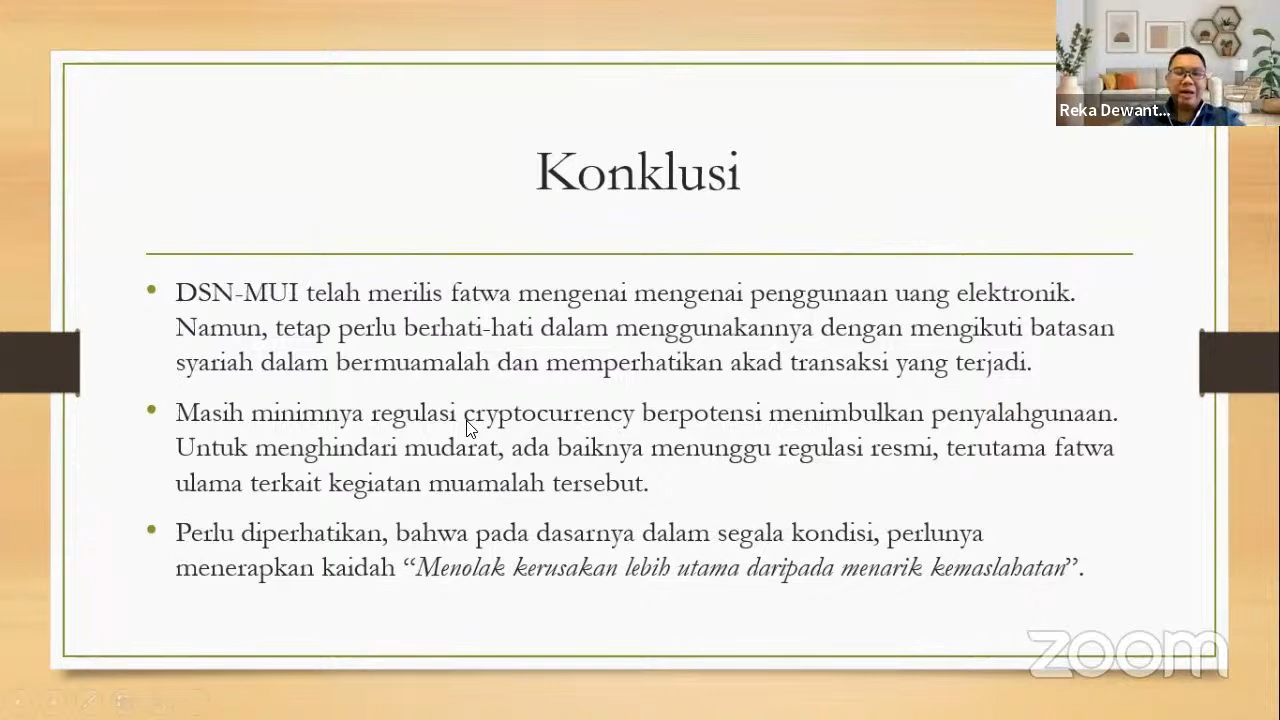 Reka Dewant...
Konklusi
• DSN-MUI telah merilis fatwa mengenai mengenai penggunaan uang elektronik.
Namun, tetap perlu berhati-hati dalam menggunakannya dengan mengikuti batasan
syariah dalam bermuamalah dan memperhatikan akad transaksi yang terjadi.
• Masih minimnya regulasi cryptocurrency berpotensi menimbulkan penyalahgunaan.
Untuk menghindari mudarat, ada baiknya menunggu regulasi resmi, terutama fatwa
ulama terkait kegiatan muamalah tersebut.
• Perlu diperhatikan, bahwa pada dasarnya dalam segala kondisi, perlunya
menerapkan kaidah “Menolak kerusakan lebih utama daripada menarik kemaslahatan”.
zoom